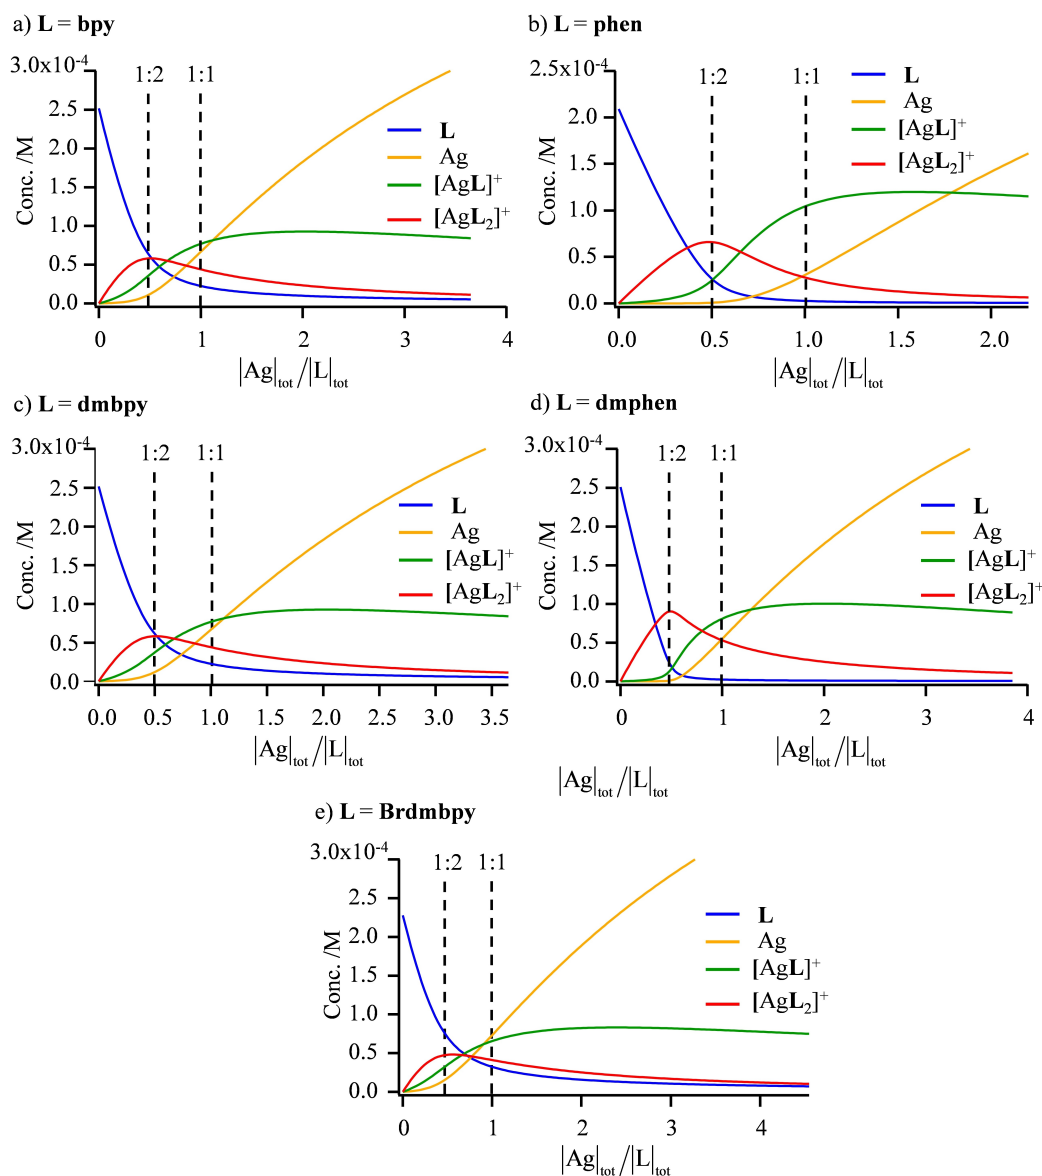 a) L = bpy
3.0x10⁻⁴
2.5
2.0
1.5
1.0
0.5
0.0
Conc. /M
1:2
1:1
L
Ag
[AgL]⁺
[AgL₂]⁺
0
1
2
3
4
|Ag|tot/|L|tot
b) L = phen
2.5x10⁻⁴
2.0
1.5
1.0
0.5
0.0
Conc. /M
1:2
1:1
L
Ag
[AgL]⁺
[AgL₂]⁺
0.0
0.5
1.0
1.5
2.0
|Ag|tot/|L|tot
c) L = dmbpy
3.0x10⁻⁴
2.5
2.0
1.5
1.0
0.5
0.0
Conc. /M
1:2
1:1
L
Ag
[AgL]⁺
[AgL₂]⁺
0.0
0.5
1.0
1.5
2.0
2.5
3.0
3.5
|Ag|tot/|L|tot
d) L = dmphen
3.0x10⁻⁴
2.5
2.0
1.5
1.0
0.5
0.0
Conc. /M
1:2
1:1
L
Ag
[AgL]⁺
[AgL₂]⁺
0
1
2
3
4
|Ag|tot/|L|tot
|Ag|tot/|L|tot
e) L = Brdmbpy
3.0x10⁻⁴
2.5
2.0
1.5
1.0
0.5
0.0
Conc. /M
1:2
1:1
L
Ag
[AgL]⁺
[AgL₂]⁺
0
1
2
3
4
|Ag|tot/|L|tot